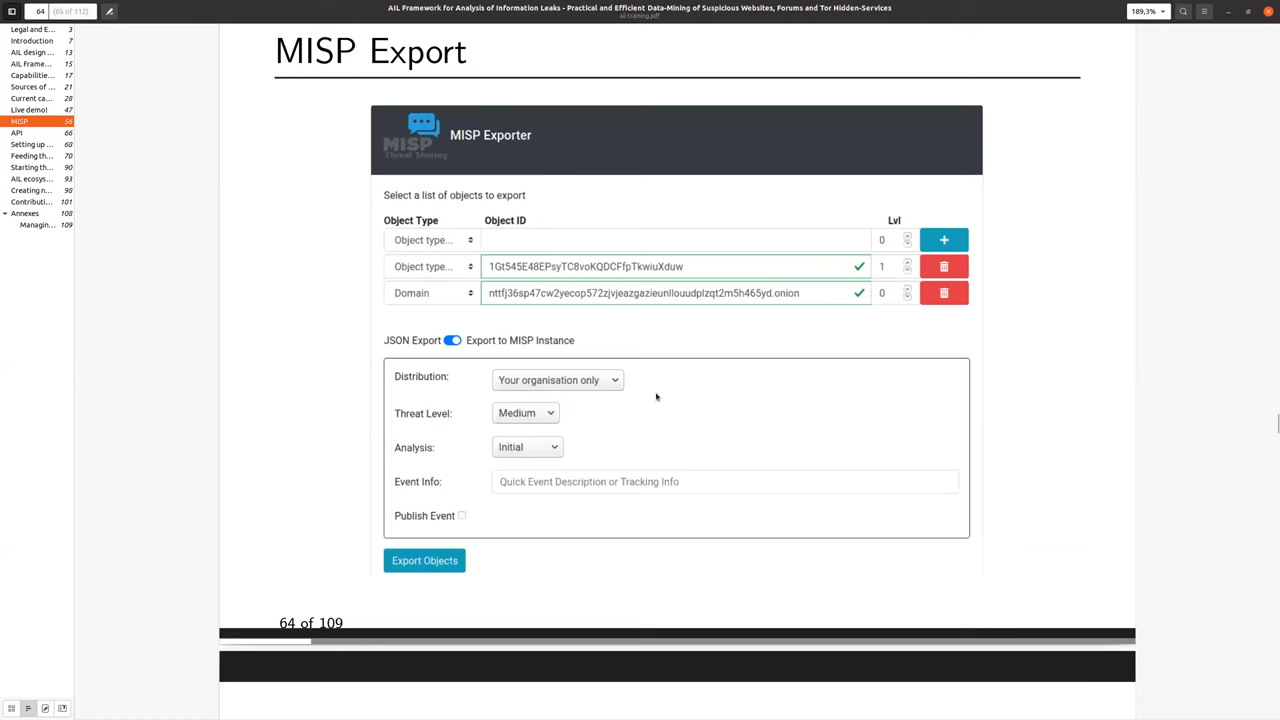 64
(65 of 112)
AIL Framework for Analysis of Information Leaks - Practical and Efficient Data-Mining of Suspicious Websites, Forums and Tor Hidden-Services
ail-training.pdf
189,3%
Legal and E... 3
Introduction 7
AIL design ... 13
AIL Frame... 15
Capabilitie... 17
Sources of ... 21
Current ca... 28
Live demo! 47
MISP 56
API 66
Setting up ... 68
Feeding th... 70
Starting th... 90
AIL ecosys... 93
Creating n... 98
Contributi... 101
Annexes 108
Managin... 109
MISP Export
MISP
Threat Sharing
MISP Exporter
Select a list of objects to export
Object Type Object ID Lvl
Object type... 0 +
Object type... 1Gt545E48EPsyTC8voKQDCFfpTkwiuXduw 1
Domain nttfj36sp47cw2yecop572zjvjeazgazieunllouudplzqt2m5h465yd.onion 0
JSON Export Export to MISP Instance
Distribution: Your organisation only
Threat Level: Medium
Analysis: Initial
Event Info: Quick Event Description or Tracking Info
Publish Event
Export Objects
64 of 109